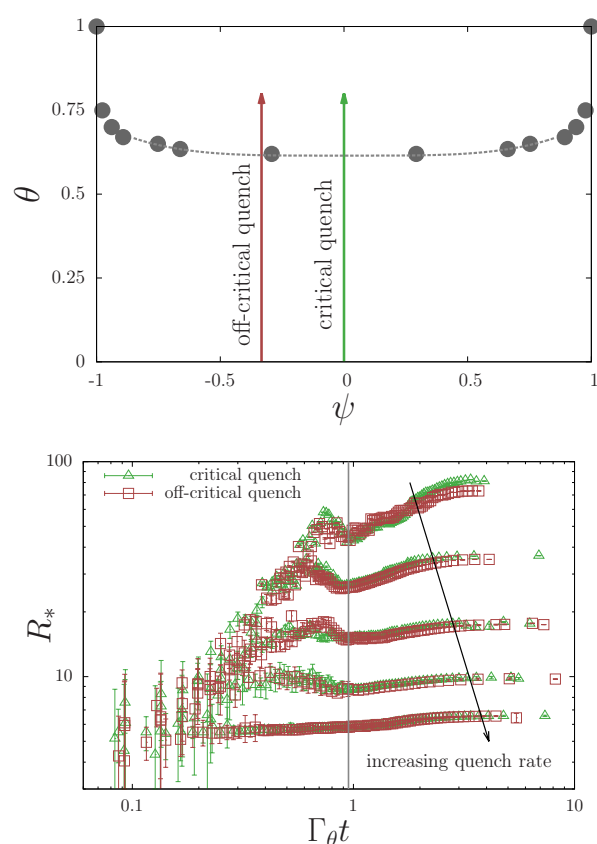 1
0.75
θ
0.5
0.25
0
off-critical quench
critical quench
-1 -0.5 0 0.5 1
ψ
100
critical quench
off-critical quench
R*
10
increasing quench rate
0.1 1 10
Γθt